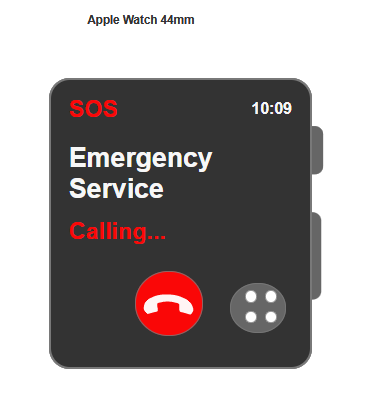 Apple Watch 44mm
SOS 10:09
Emergency
Service
Calling...